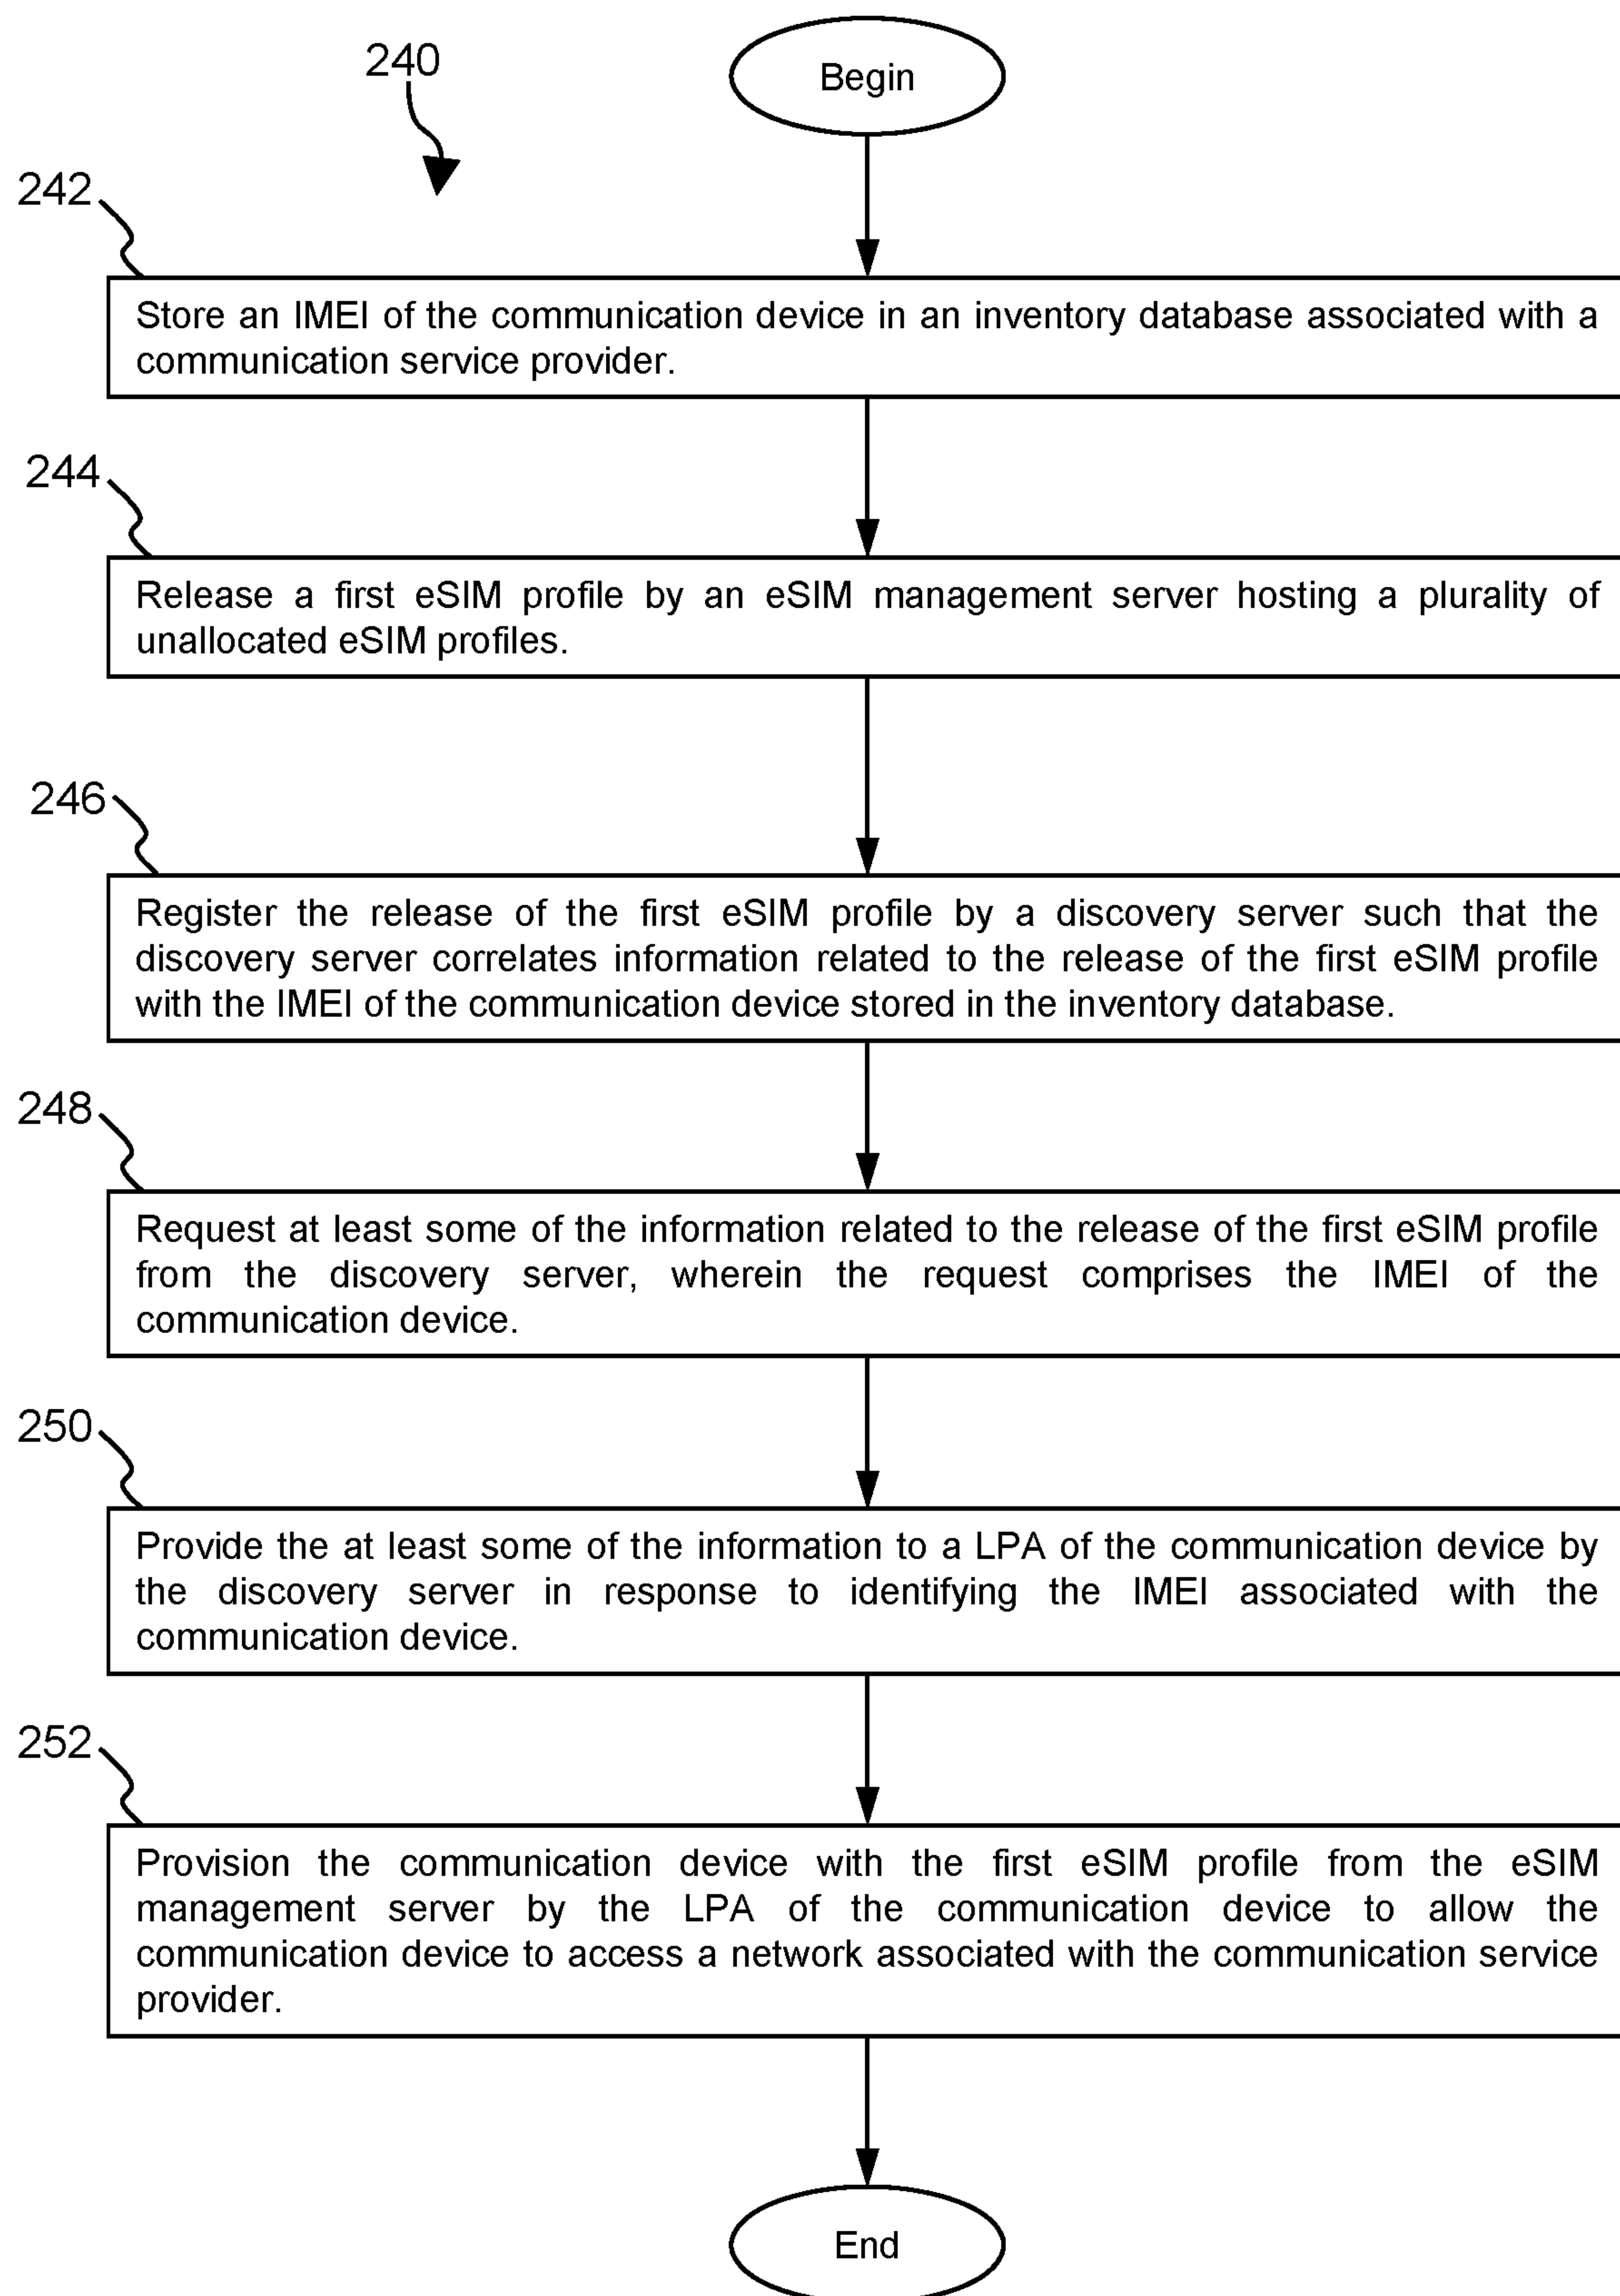 Begin
240
242
Store an IMEI of the communication device in an inventory database associated with a
communication service provider.
244
Release a first eSIM profile by an eSIM management server hosting a plurality of
unallocated eSIM profiles.
246
Register the release of the first eSIM profile by a discovery server such that the
discovery server correlates information related to the release of the first eSIM profile
with the IMEI of the communication device stored in the inventory database.
248
Request at least some of the information related to the release of the first eSIM profile
from the discovery server, wherein the request comprises the IMEI of the
communication device.
250
Provide the at least some of the information to a LPA of the communication device by
the discovery server in response to identifying the IMEI associated with the
communication device.
252
Provision the communication device with the first eSIM profile from the eSIM
management server by the LPA of the communication device to allow the
communication device to access a network associated with the communication service
provider.
End